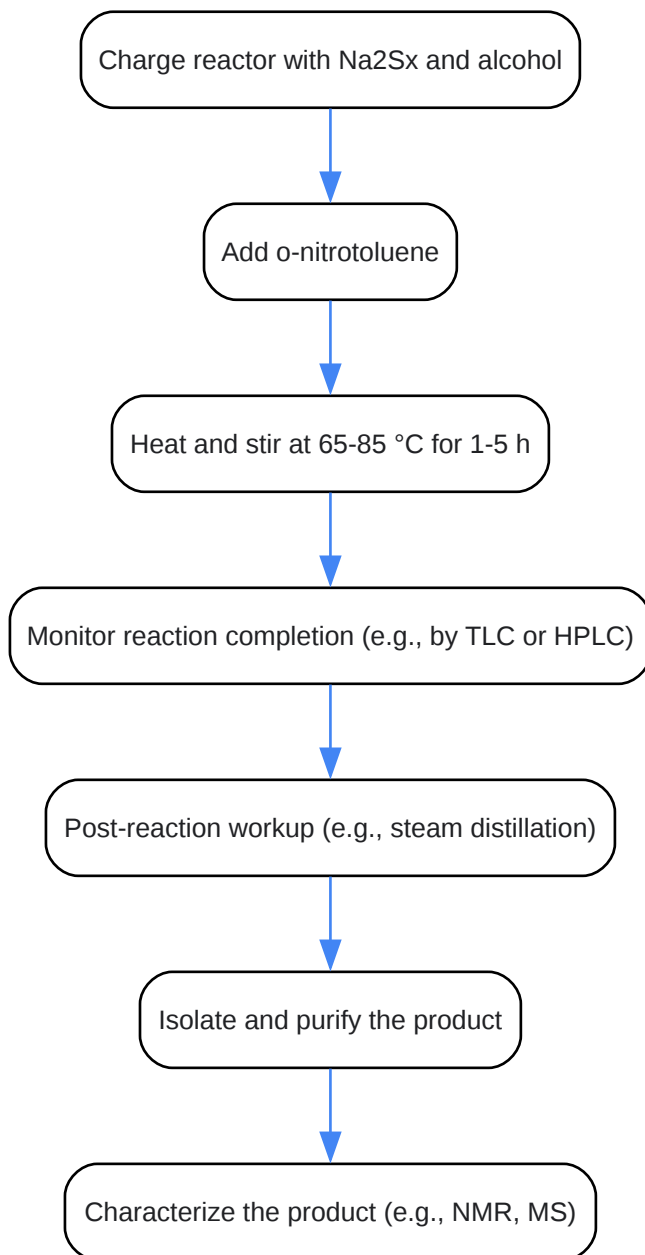 Charge reactor with Na2Sx and alcohol
Add o-nitrotoluene
Heat and stir at 65-85 °C for 1-5 h
Monitor reaction completion (e.g., by TLC or HPLC)
Post-reaction workup (e.g., steam distillation)
Isolate and purify the product
Characterize the product (e.g., NMR, MS)